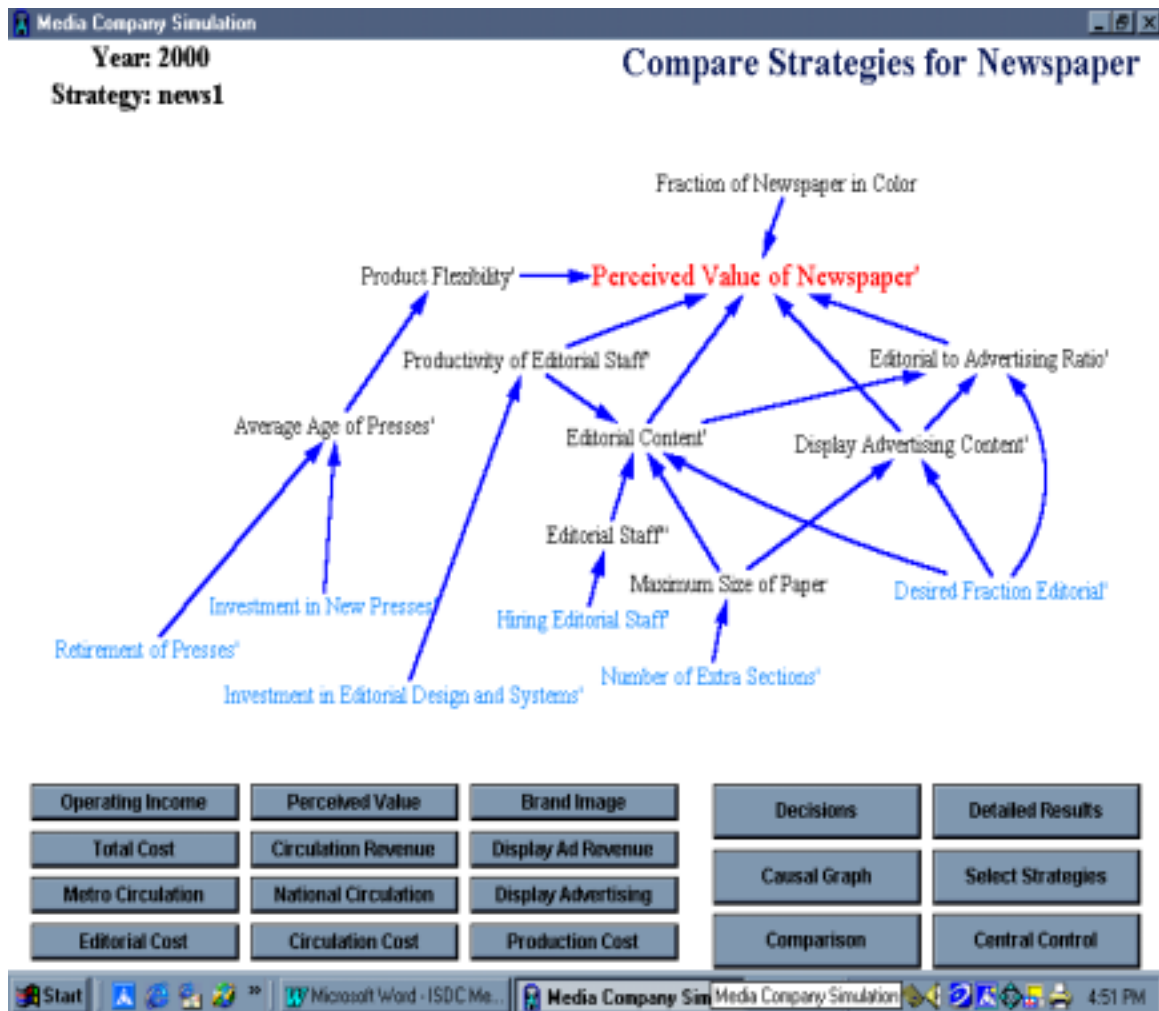 Media Company Simulation
Year: 2000
Compare Strategies for Newspaper
Strategy: news1
Fraction of Newspaper in Color
Product Flexibility'
Perceived Value of Newspaper'
Productivity of Editorial Staff'
Editorial to Advertising Ratio'
Average Age of Presses'
Editorial Content'
Display Advertising Content'
Editorial Staff"
Maximum Size of Paper
Desired Fraction Editorial'
Investment in New Presses'
Hiring Editorial Staff'
Retirement of Presses'
Number of Extra Sections'
Investment in Editorial Design and Systems'
Operating Income
Perceived Value
Brand Image
Decisions
Detailed Results
Total Cost
Circulation Revenue
Display Ad Revenue
Causal Graph
Select Strategies
Metro Circulation
National Circulation
Display Advertising
Editorial Cost
Circulation Cost
Production Cost
Comparison
Central Control
Start
»
Microsoft Word - ISDC Me...
Media Company Sim
Media Company Simulation
4:51 PM